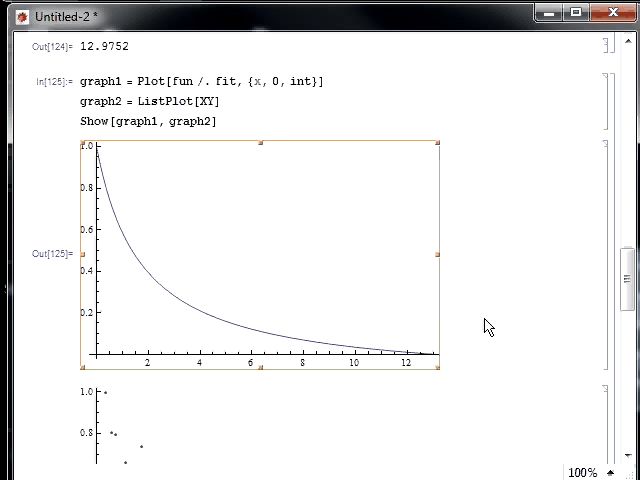 Untitled-2 *
Out[124]= 12.9752
In[125]:= graph1 = Plot[fun /. fit, {x, 0, int}]
graph2 = ListPlot[XY]
Show[graph1, graph2]
1.0
0.8
0.6
Out[125]=
0.4
0.2
2 4 6 8 10 12
1.0
0.8
100%